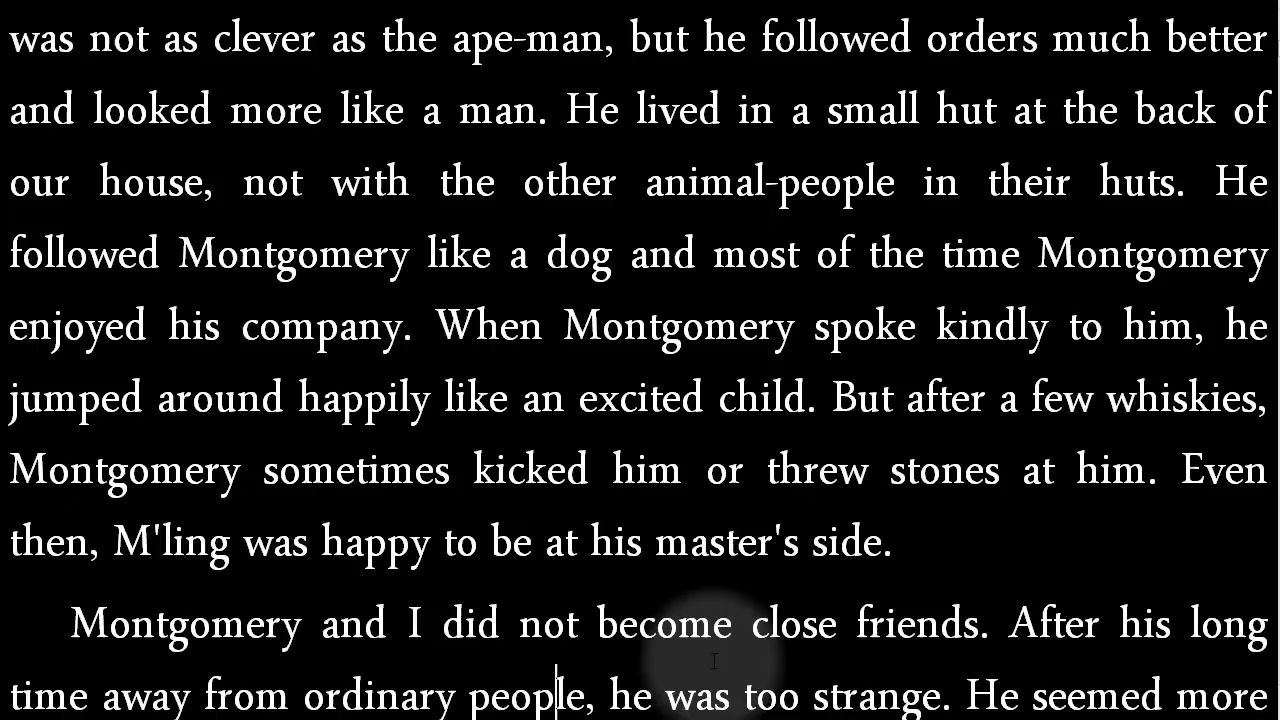 was not as clever as the ape-man, but he followed orders much better
and looked more like a man. He lived in a small hut at the back of
our house, not with the other animal-people in their huts. He
followed Montgomery like a dog and most of the time Montgomery
enjoyed his company. When Montgomery spoke kindly to him, he
jumped around happily like an excited child. But after a few whiskies,
Montgomery sometimes kicked him or threw stones at him. Even
then, M'ling was happy to be at his master's side.
Montgomery and I did not become close friends. After his long
time away from ordinary people, he was too strange. He seemed more